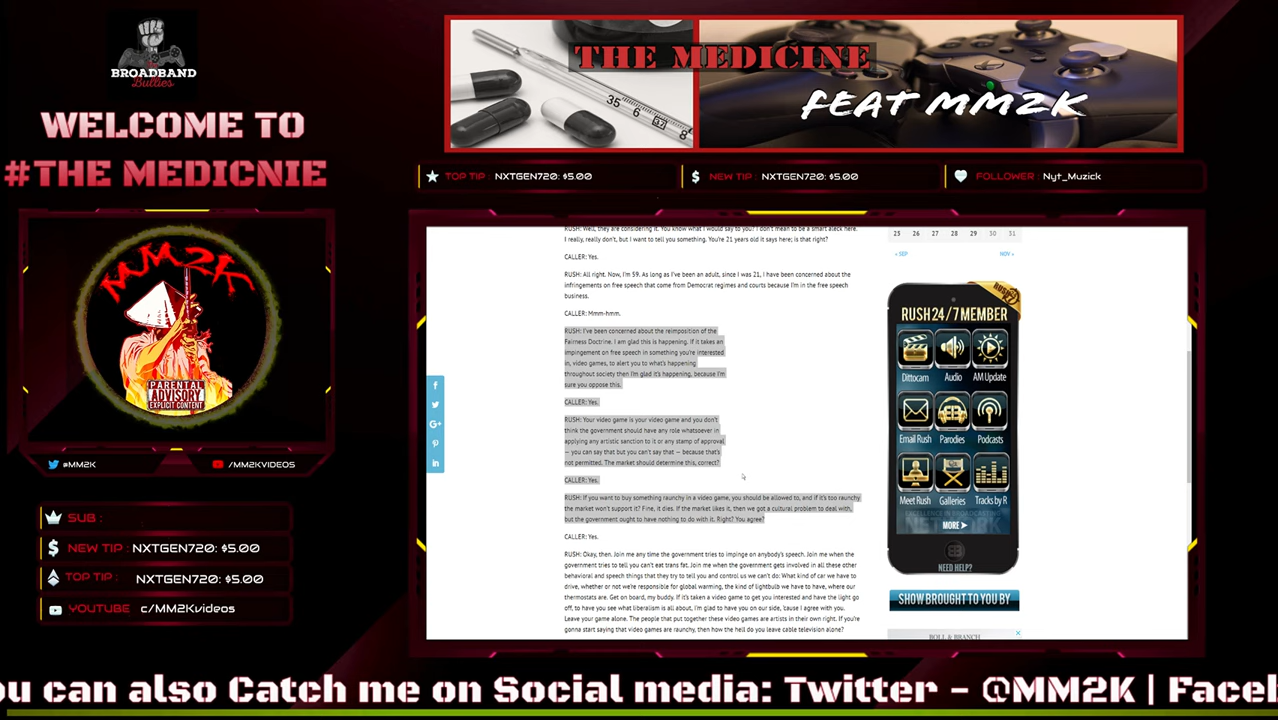 BROADBAND
Bullies
WELCOME TO
#THE MEDICNIE
THE MEDICINE
FEAT MM2K
35
6
37
8
TOP TIP : NXTGEN720: $5.00
NEW TIP : NXTGEN720: $5.00
FOLLOWER : Nyt_Muzick
MM2K
PARENTAL
ADVISORY
EXPLICIT CONTENT
@MM2K
/MM2KVIDEOS
SUB :
NEW TIP : NXTGEN720: $5.00
TOP TIP : NXTGEN720: $5.00
YOUTUBE c/MM2Kvideos
RUSH: Well, they are considering it. You know what I would say to you? I don't mean to be a smart aleck here.
I really, really don't, but I want to tell you something. You're 21 years old it says here; is that right?
CALLER: Yes.
RUSH: All right. Now, I'm 59. As long as I've been an adult, since I was 21, I have been concerned about the
infringements on free speech that come from Democrat regimes and courts because I'm in the free speech
business.
CALLER: Mmm-hmm.
RUSH: I've been concerned about the reimposition of the
Fairness Doctrine. I am glad this is happening. If it takes an
impingement on free speech in something you're interested
in, video games, to alert you to what's happening
throughout society then I'm glad it's happening, because I'm
sure you oppose this.
CALLER: Yes.
RUSH: Your video game is your video game and you don't
think the government should have any role whatsoever in
applying any artistic sanction to it or any stamp of approval
— you can say that but you can't say that — because that's
not permitted. The market should determine this, correct?
CALLER: Yes.
RUSH: If you want to buy something raunchy in a video game, you should be allowed to, and if it's too raunchy
the market won't support it? Fine, it dies. If the market likes it, then we got a cultural problem to deal with,
but the government ought to have nothing to do with it. Right? You agree?
CALLER: Yes.
RUSH: Okay, then. Join me any time the government tries to impinge on anybody's speech. Join me when the
government tries to tell you can't eat trans fat. Join me when the government gets involved in all these other
behavioral and speech things that they try to tell you and control us we can't do: What kind of car we have to
drive, whether or not we're responsible for global warming, the kind of lightbulb we have to have, where our
thermostats are. Get on board, my buddy. If it's taken a video game to get you interested and have the light go
off, to have you see what liberalism is all about, I'm glad to have you on our side, 'cause I agree with you.
Leave your game alone. The people that put together these video games are artists in their own right. If you're
gonna start saying that video games are raunchy, then how the hell do you leave cable television alone?
25 26 27 28 29 30 31
« SEP NOV »
RUSH 24/7 MEMBER
Dittocam Audio AM Update
Email Rush Parodies Podcasts
Meet Rush Galleries Tracks by R
EXCELLENCE IN BROADCASTING
NETWORK
MORE ►
NEED HELP?
SHOW BROUGHT TO YOU BY
BOLL & BRANCH
ou can also Catch me on Social media: Twitter - @MM2K | Faceb